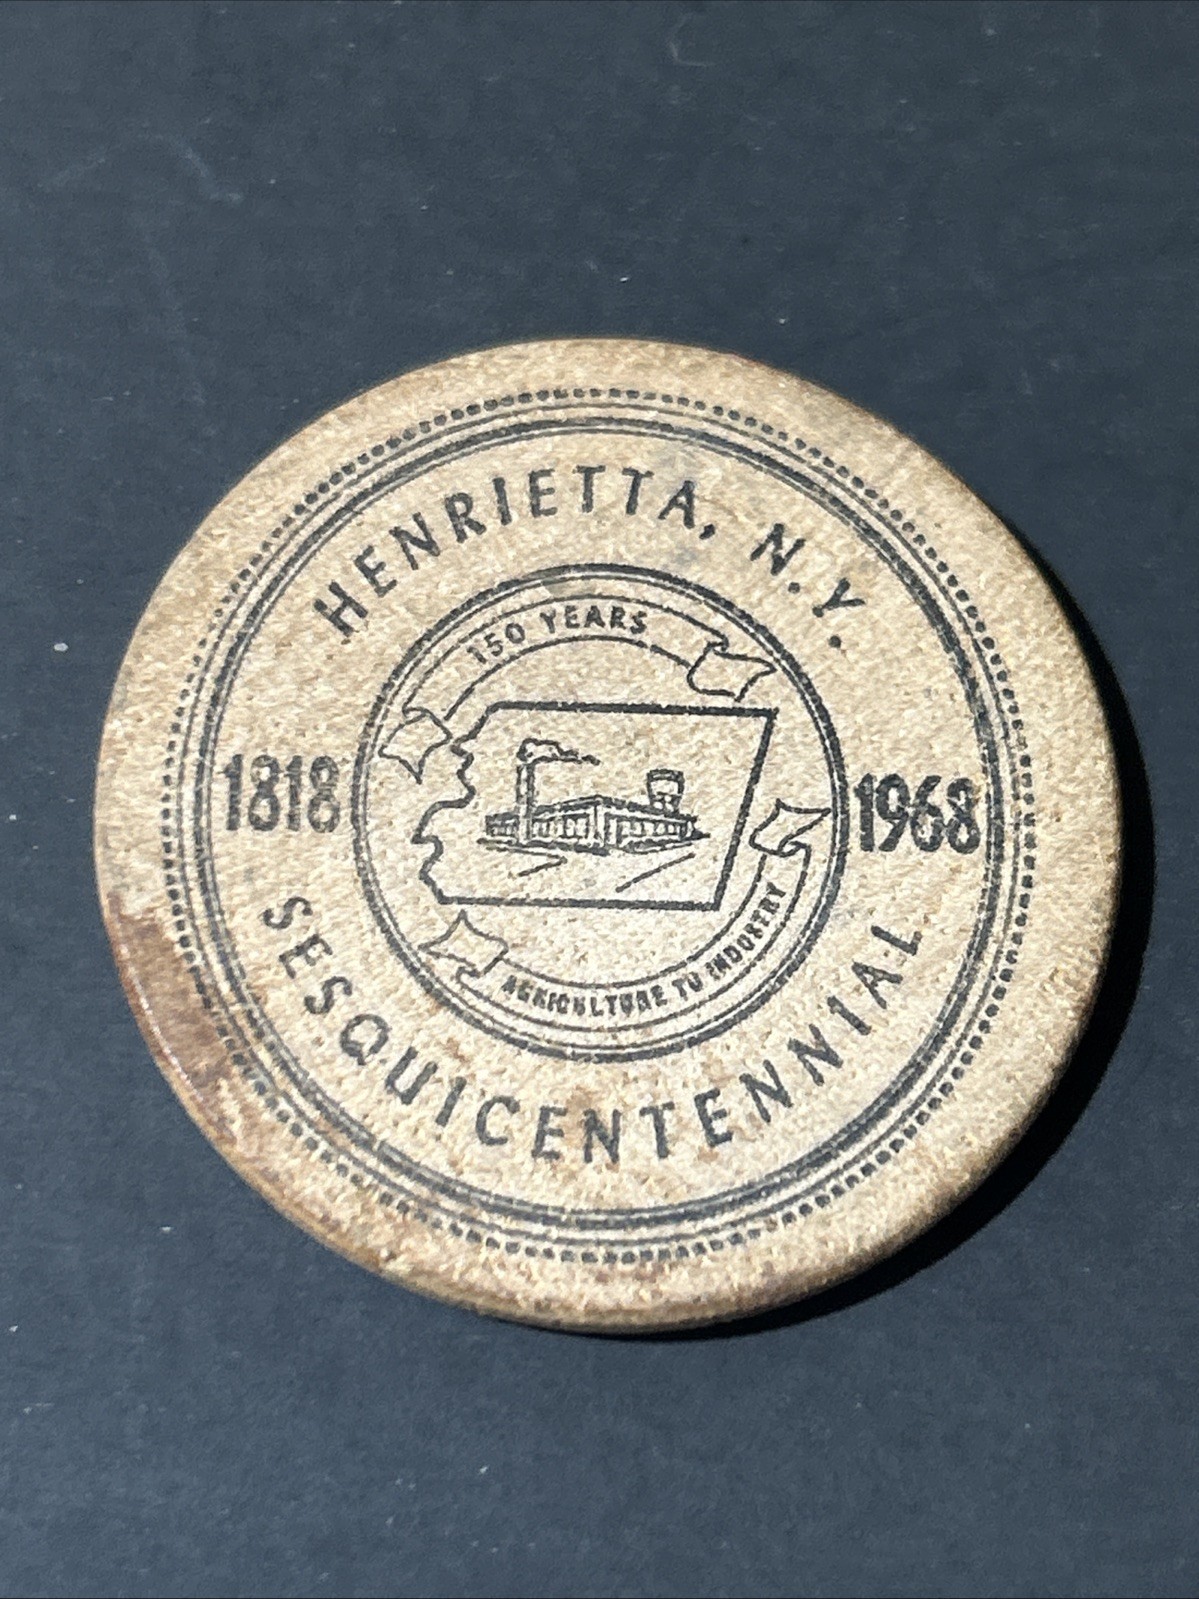 HENRIETTA, N.Y.
150 YEARS
1818
1968
AGRICULTURE TO INDUSTRY
SESQUICENTENNIAL